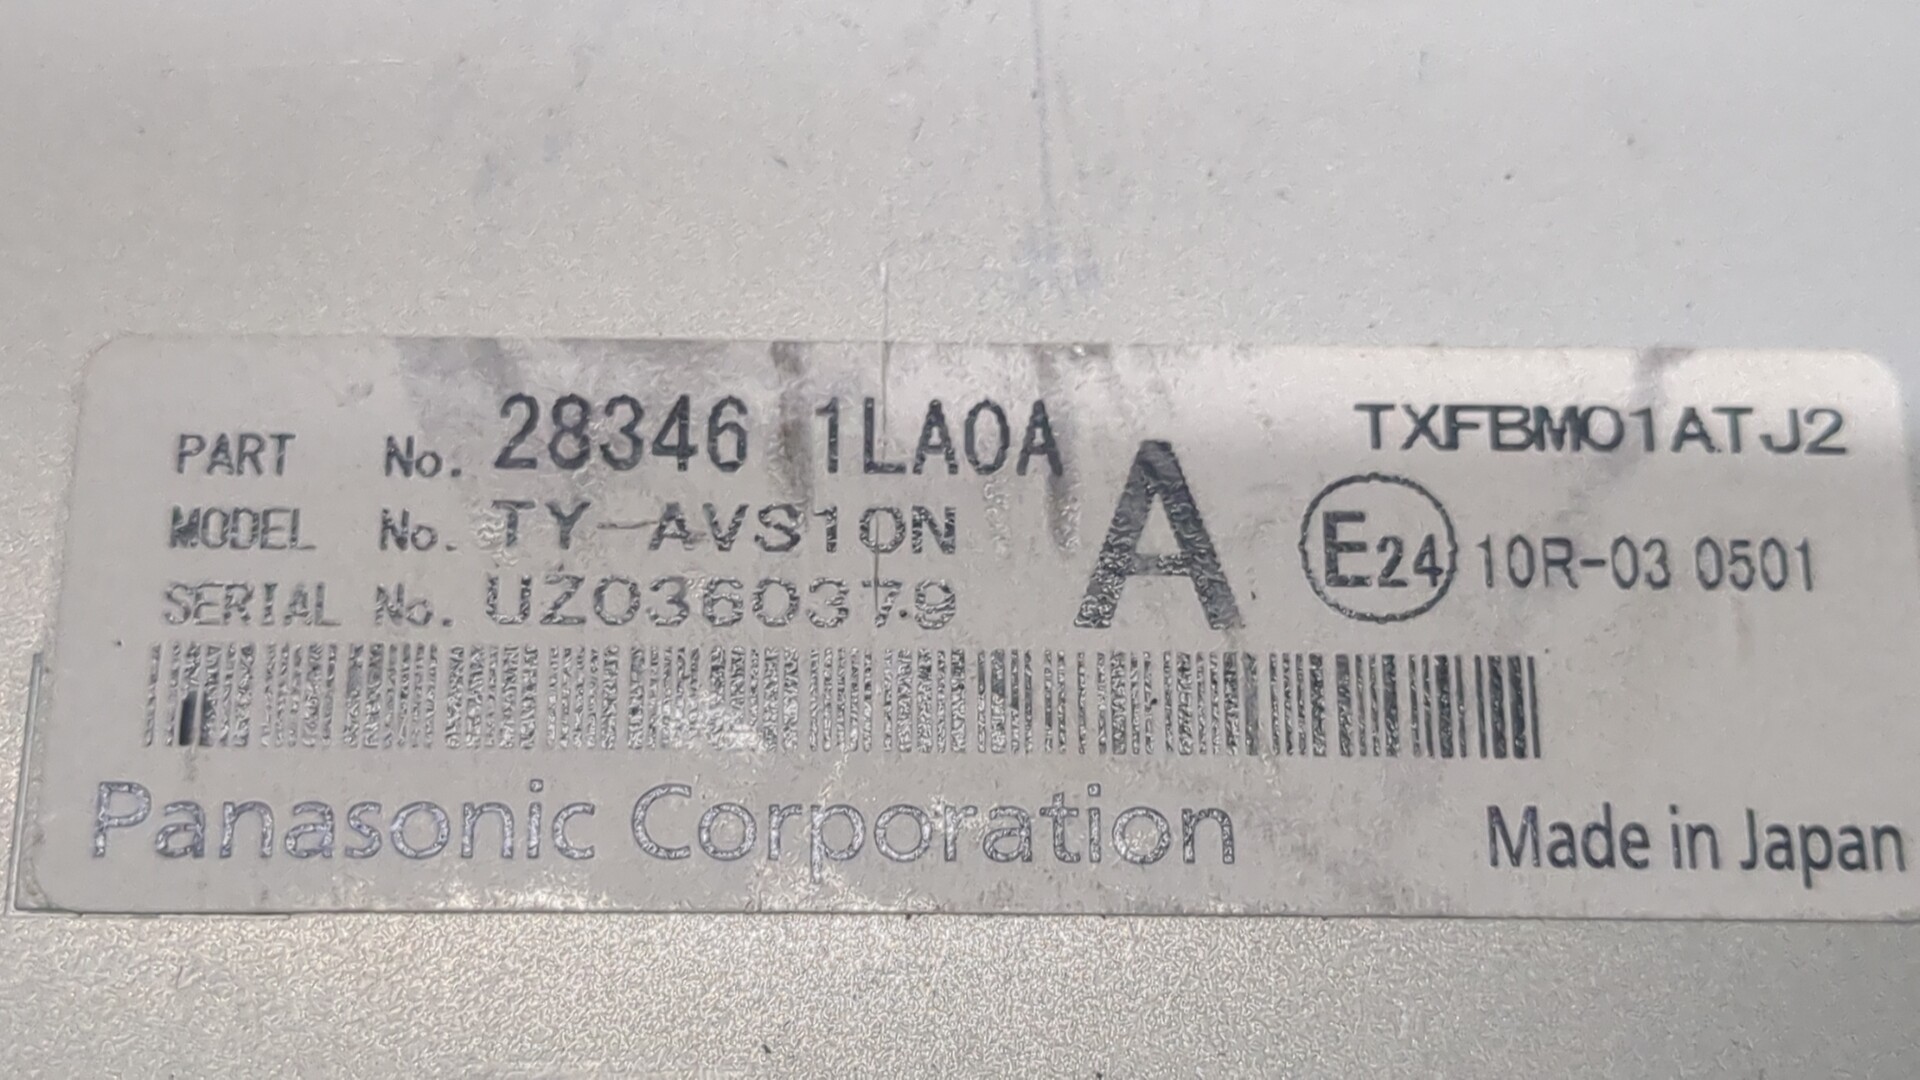 PART No. 28346 1LA0A
TXFBM01ATJ2
MODEL No. TY-AVS10N
A
E24 10R-03 0501
SERIAL No. UZ0360379
Panasonic Corporation
Made in Japan